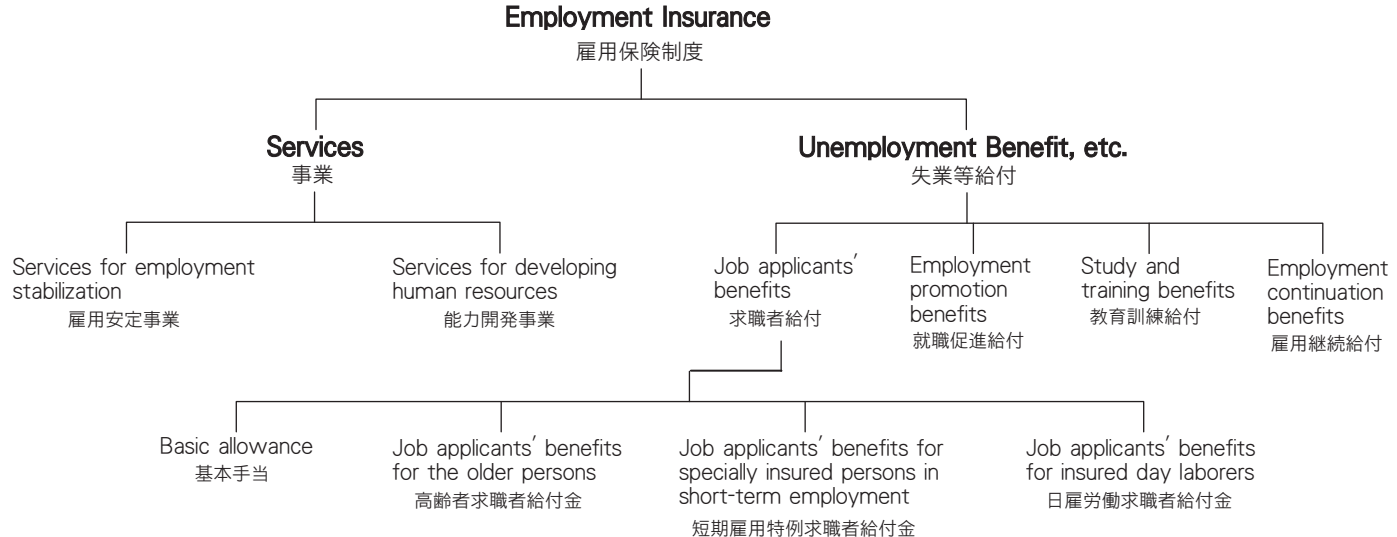 Employment Insurance
雇用保険制度
Services
事業
Unemployment Benefit, etc.
失業等給付
Services for employment
stabilization
雇用安定事業
Services for developing
human resources
能力開発事業
Job applicants′
benefits
求職者給付
Employment
promotion
benefits
就職促進給付
Study and
training benefits
教育訓練給付
Employment
continuation
benefits
雇用継続給付
Basic allowance
基本手当
Job applicants′ benefits
for the older persons
高齢者求職者給付金
Job applicants′ benefits for
specially insured persons in
short-term employment
短期雇用特例求職者給付金
Job applicants′ benefits
for insured day laborers
日雇労働求職者給付金